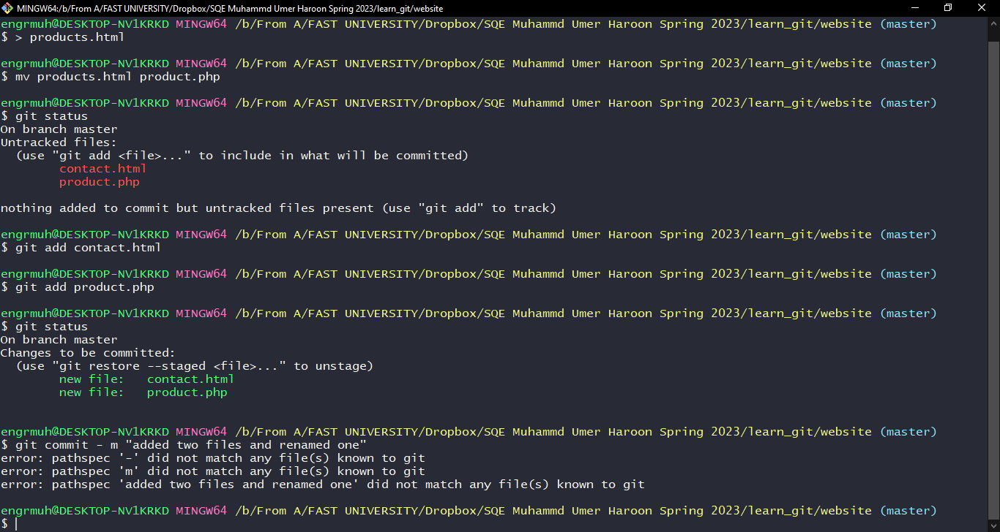 MINGW64:/b/From A/FAST UNIVERSITY/Dropbox/SQE Muhammd Umer Haroon Spring 2023/learn_git/website
engrmuh@DESKTOP-NV1KRKD MINGW64 /b/From A/FAST UNIVERSITY/Dropbox/SQE Muhammd Umer Haroon Spring 2023/learn_git/website (master)
$ > products.html
engrmuh@DESKTOP-NV1KRKD MINGW64 /b/From A/FAST UNIVERSITY/Dropbox/SQE Muhammd Umer Haroon Spring 2023/learn_git/website (master)
$ mv products.html product.php
engrmuh@DESKTOP-NV1KRKD MINGW64 /b/From A/FAST UNIVERSITY/Dropbox/SQE Muhammd Umer Haroon Spring 2023/learn_git/website (master)
$ git status
On branch master
Untracked files:
  (use "git add <file>..." to include in what will be committed)
        contact.html
        product.php
nothing added to commit but untracked files present (use "git add" to track)
engrmuh@DESKTOP-NV1KRKD MINGW64 /b/From A/FAST UNIVERSITY/Dropbox/SQE Muhammd Umer Haroon Spring 2023/learn_git/website (master)
$ git add contact.html
engrmuh@DESKTOP-NV1KRKD MINGW64 /b/From A/FAST UNIVERSITY/Dropbox/SQE Muhammd Umer Haroon Spring 2023/learn_git/website (master)
$ git add product.php
engrmuh@DESKTOP-NV1KRKD MINGW64 /b/From A/FAST UNIVERSITY/Dropbox/SQE Muhammd Umer Haroon Spring 2023/learn_git/website (master)
$ git status
On branch master
Changes to be committed:
  (use "git restore --staged <file>..." to unstage)
        new file:   contact.html
        new file:   product.php
engrmuh@DESKTOP-NV1KRKD MINGW64 /b/From A/FAST UNIVERSITY/Dropbox/SQE Muhammd Umer Haroon Spring 2023/learn_git/website (master)
$ git commit - m "added two files and renamed one"
error: pathspec '-' did not match any file(s) known to git
error: pathspec 'm' did not match any file(s) known to git
error: pathspec 'added two files and renamed one' did not match any file(s) known to git
engrmuh@DESKTOP-NV1KRKD MINGW64 /b/From A/FAST UNIVERSITY/Dropbox/SQE Muhammd Umer Haroon Spring 2023/learn_git/website (master)
$